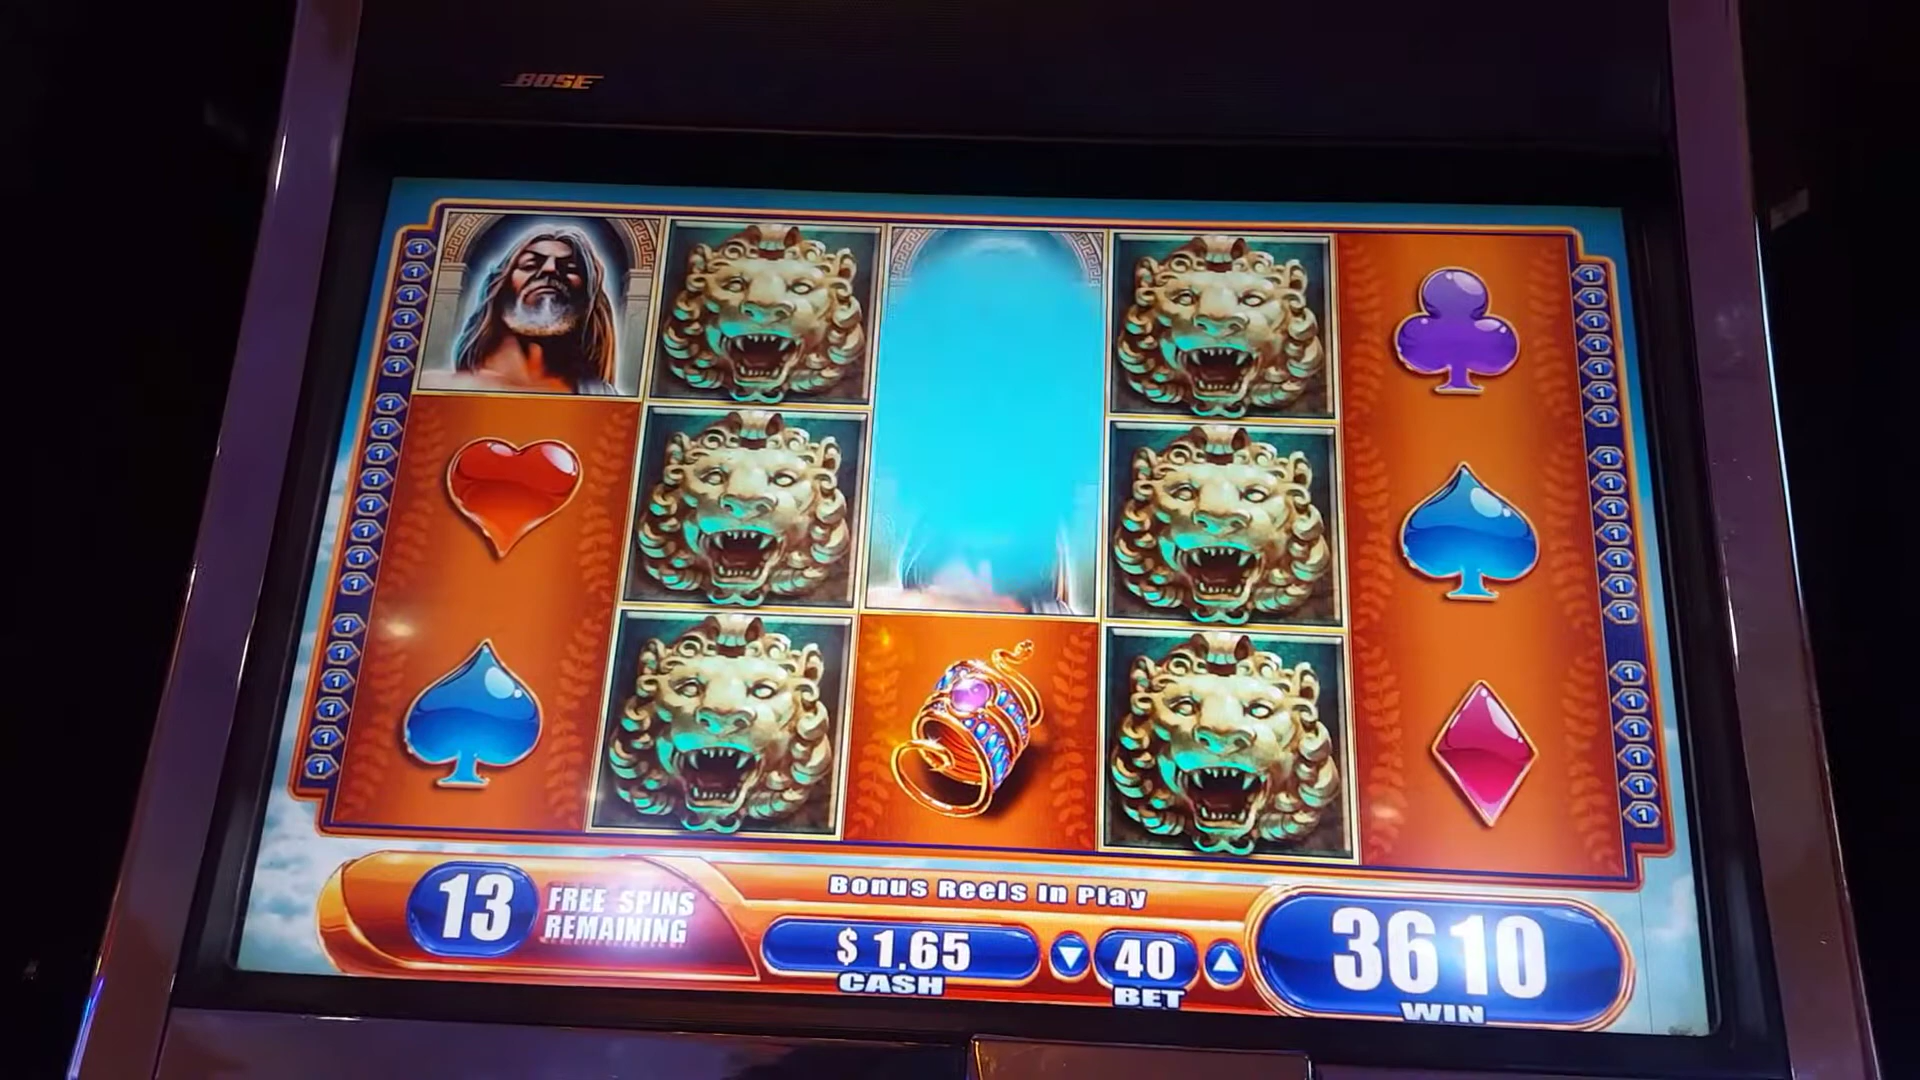 BOSE
13
FREE SPINS
REMAINING
Bonus Reels In Play
$1.65
CASH
40
BET
3610
WIN